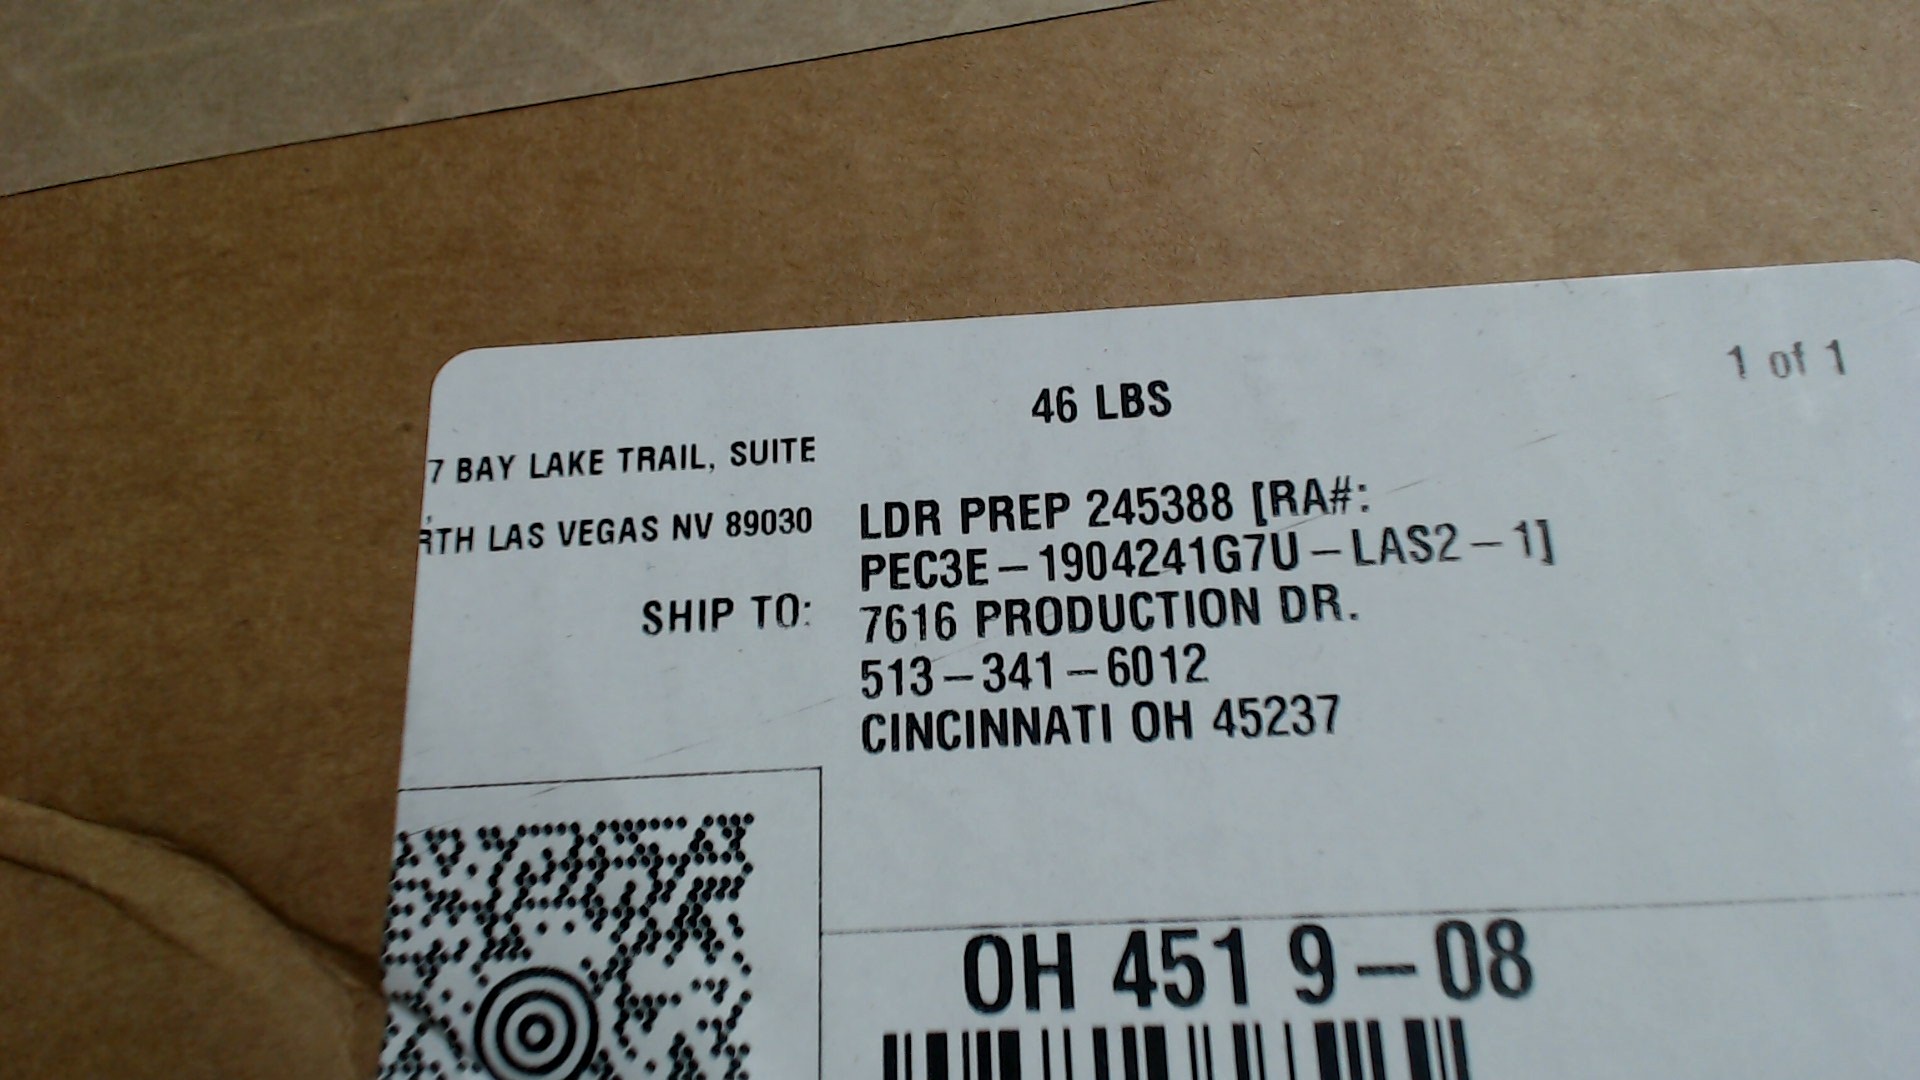 46 LBS
1 of 1
7 BAY LAKE TRAIL, SUITE
RTH LAS VEGAS NV 89030
SHIP TO:
LDR PREP 245388 [RA#:
PEC3E-1904241G7U-LAS2-1]
7616 PRODUCTION DR.
513-341-6012
CINCINNATI OH 45237
OH 451 9-08